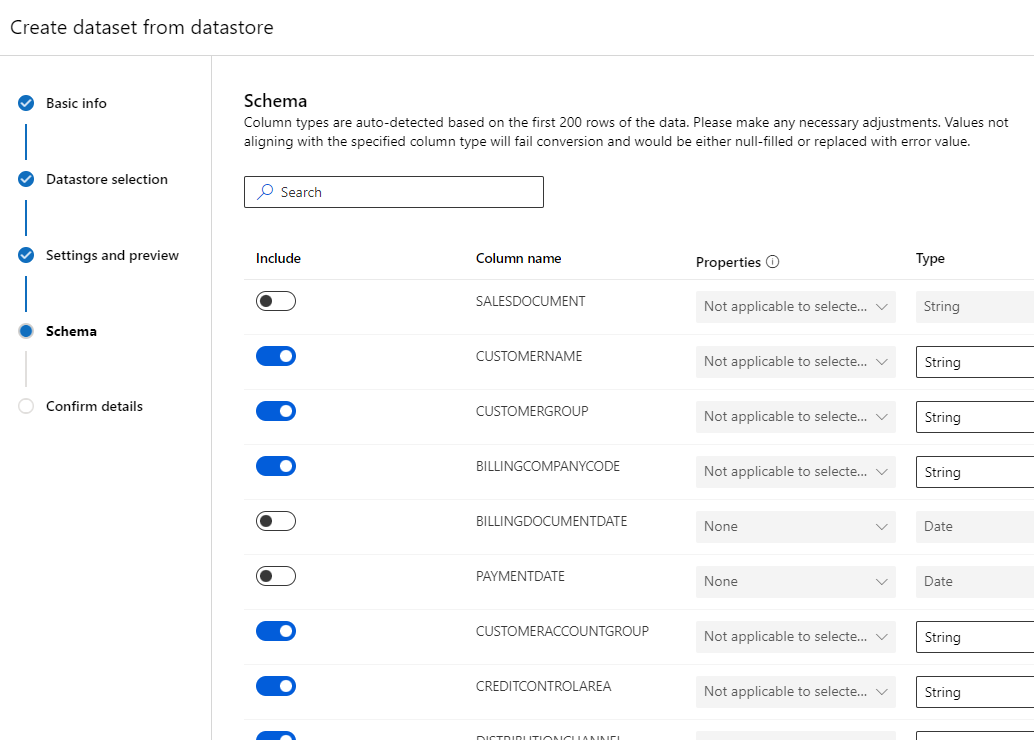 Create dataset from datastore
Basic info
Datastore selection
Settings and preview
Schema
Confirm details
Schema
Column types are auto-detected based on the first 200 rows of the data. Please make any necessary adjustments. Values not
aligning with the specified column type will fail conversion and would be either null-filled or replaced with error value.
Search
Include Column name Properties Type
SALESDOCUMENT Not applicable to selecte... String
CUSTOMERNAME Not applicable to selecte... String
CUSTOMERGROUP Not applicable to selecte... String
BILLINGCOMPANYCODE Not applicable to selecte... String
BILLINGDOCUMENTDATE None Date
PAYMENTDATE None Date
CUSTOMERACCOUNTGROUP Not applicable to selecte... String
CREDITCONTROLAREA Not applicable to selecte... String
DISTRIBUTIONCHANNEL